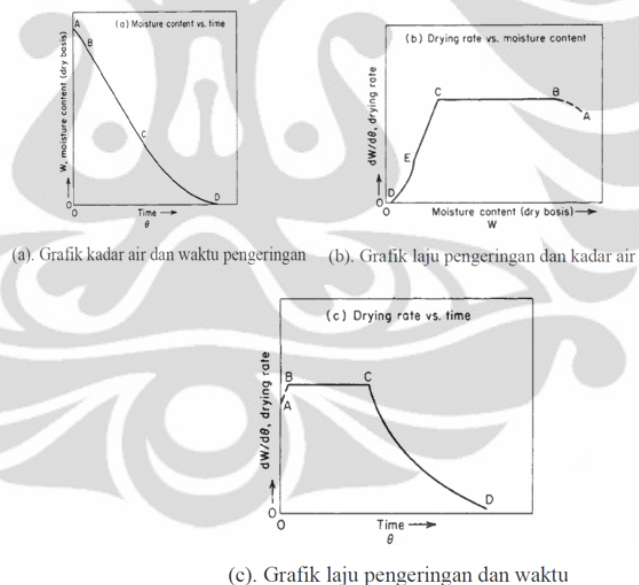 (a) Moisture content vs. time
A
B
C
D
W, moisture content (dry basis)
0
Time
θ
(b) Drying rate vs. moisture content
C
B
A
E
D
dW/dθ, drying rate
0
Moisture content (dry basis)
W
(a). Grafik kadar air dan waktu pengeringan
(b). Grafik laju pengeringan dan kadar air
(c) Drying rate vs. time
B
C
A
D
dW/dθ, drying rate
0
0
Time
θ
(c). Grafik laju pengeringan dan waktu